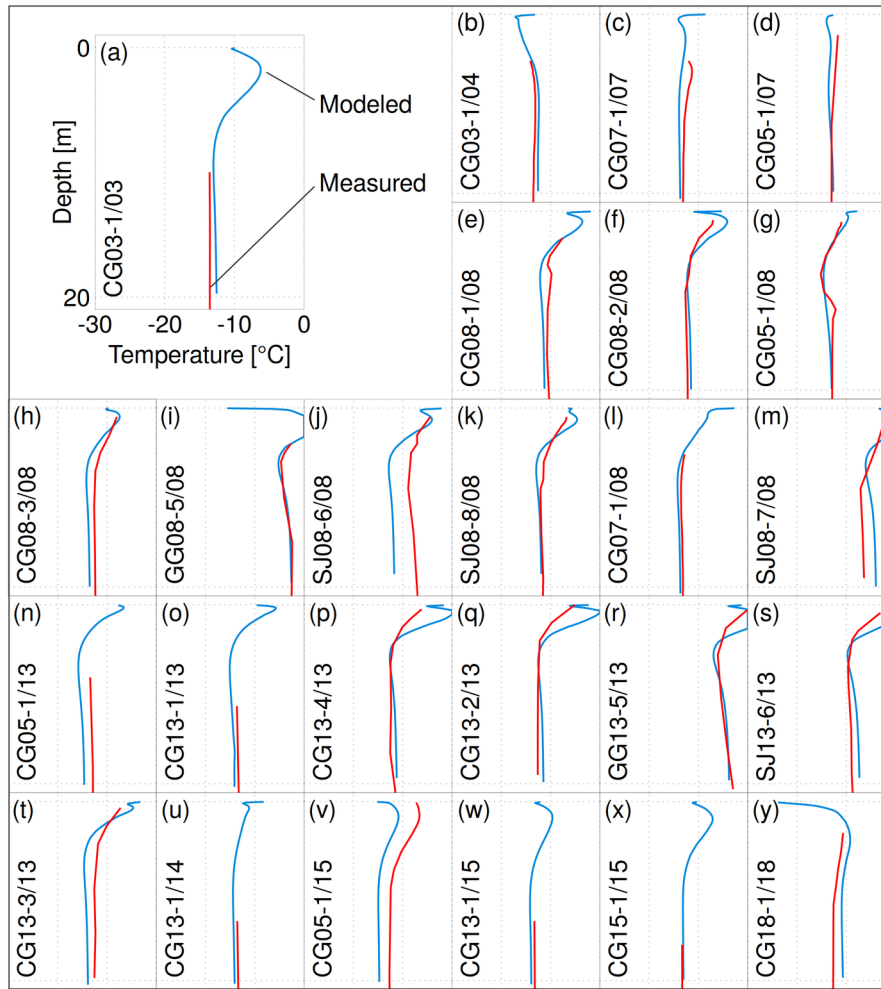 (a)
0
20
Depth [m]
CG03-1/03
Modeled
Measured
-30 -20 -10 0
Temperature [°C]
(b) CG03-1/04
(c) CG07-1/07
(d) CG05-1/07
(e) CG08-1/08
(f) CG08-2/08
(g) CG05-1/08
(h) CG08-3/08
(i) GG08-5/08
(j) SJ08-6/08
(k) SJ08-8/08
(l) CG07-1/08
(m) SJ08-7/08
(n) CG05-1/13
(o) CG13-1/13
(p) CG13-4/13
(q) CG13-2/13
(r) GG13-5/13
(s) SJ13-6/13
(t) CG13-3/13
(u) CG13-1/14
(v) CG05-1/15
(w) CG13-1/15
(x) CG15-1/15
(y) CG18-1/18